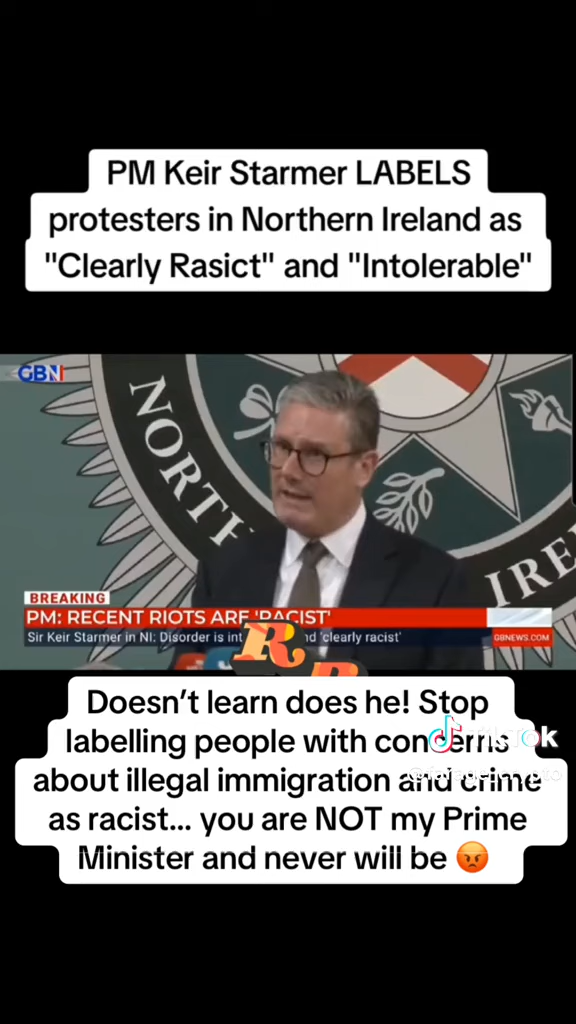 PM Keir Starmer LABELS
protesters in Northern Ireland as
"Clearly Rasict" and "Intolerable"
GBN
NORTH
IRE
BREAKING
PM: RECENT RIOTS ARE 'RACIST'
Sir Keir Starmer in NI: Disorder is 'clearly racist'
GBNEWS.COM
R
Doesn’t learn does he! Stop
labelling people with concerns
about illegal immigration and crime
as racist... you are NOT my Prime
Minister and never will be 😡
TikTok